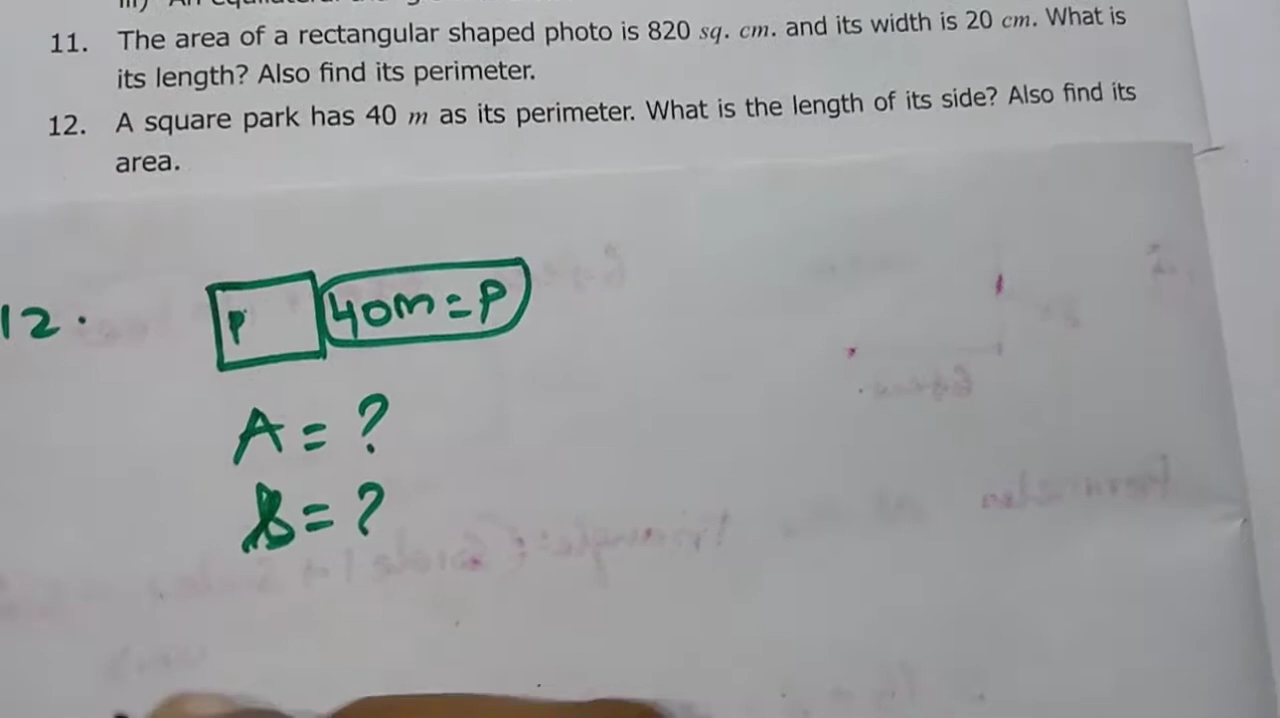 11. The area of a rectangular shaped photo is 820 sq. cm. and its width is 20 cm. What is
its length? Also find its perimeter.
12. A square park has 40 m as its perimeter. What is the length of its side? Also find its
area.
12. P 40m = P
A = ?
S = ?